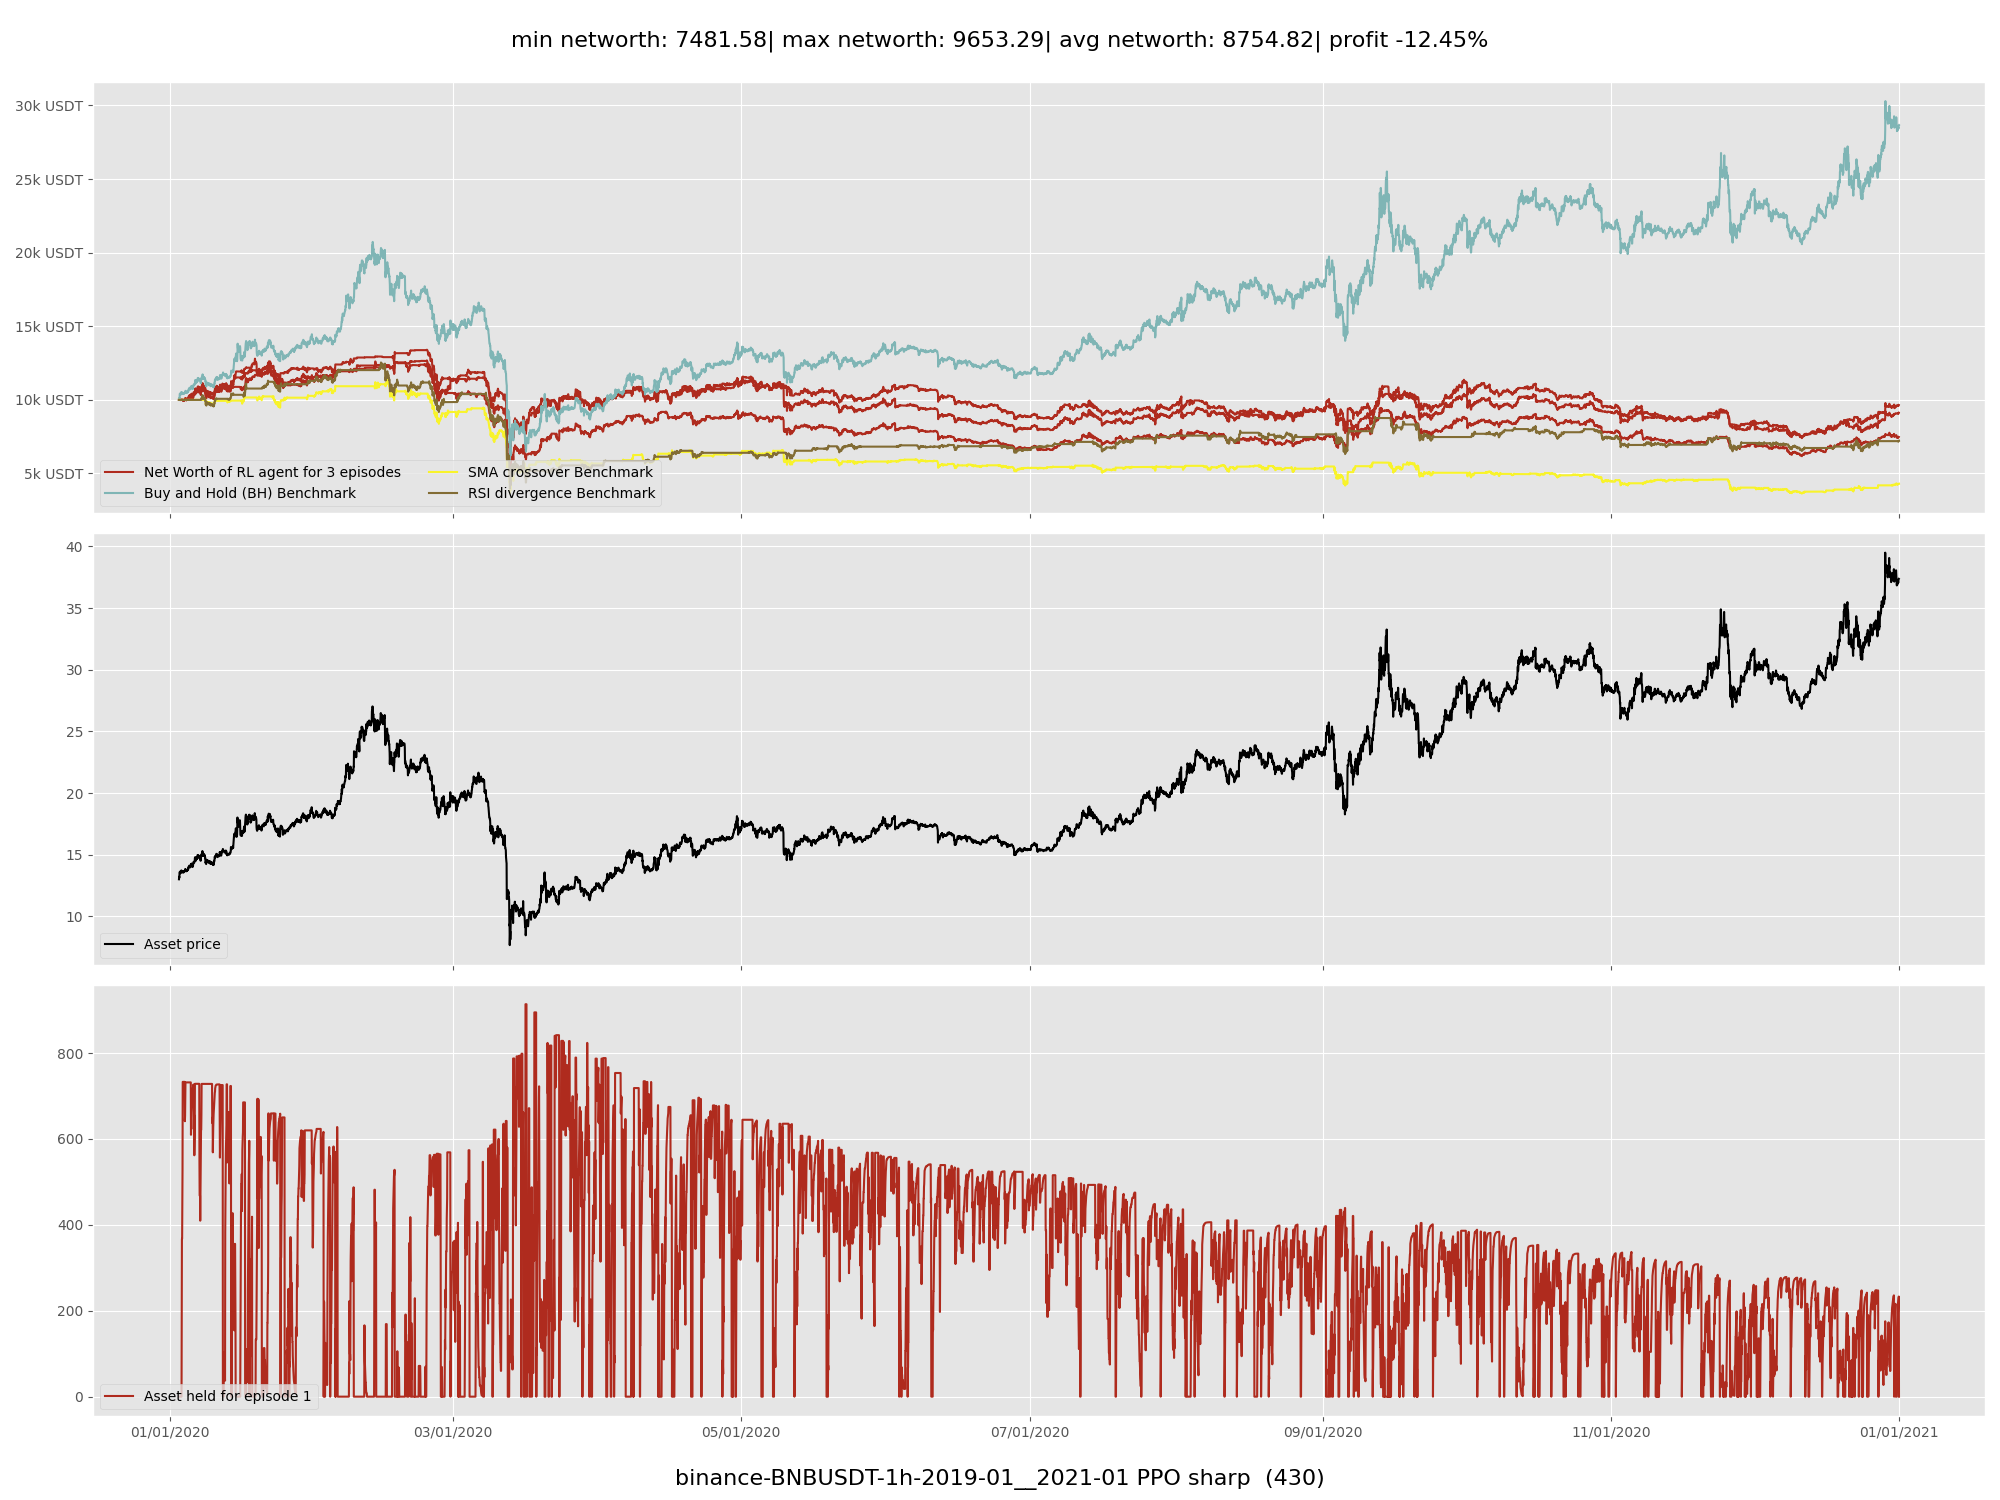 min networth: 7481.58| max networth: 9653.29| avg networth: 8754.82| profit -12.45%
30k USDT
25k USDT
20k USDT
15k USDT
10k USDT
5k USDT
Net Worth of RL agent for 3 episodes
Buy and Hold (BH) Benchmark
SMA crossover Benchmark
RSI divergence Benchmark
40
35
30
25
20
15
10
Asset price
800
600
400
200
0
Asset held for episode 1
01/01/2020 03/01/2020 05/01/2020 07/01/2020 09/01/2020 11/01/2020 01/01/2021
binance-BNBUSDT-1h-2019-01__2021-01 PPO sharp (430)